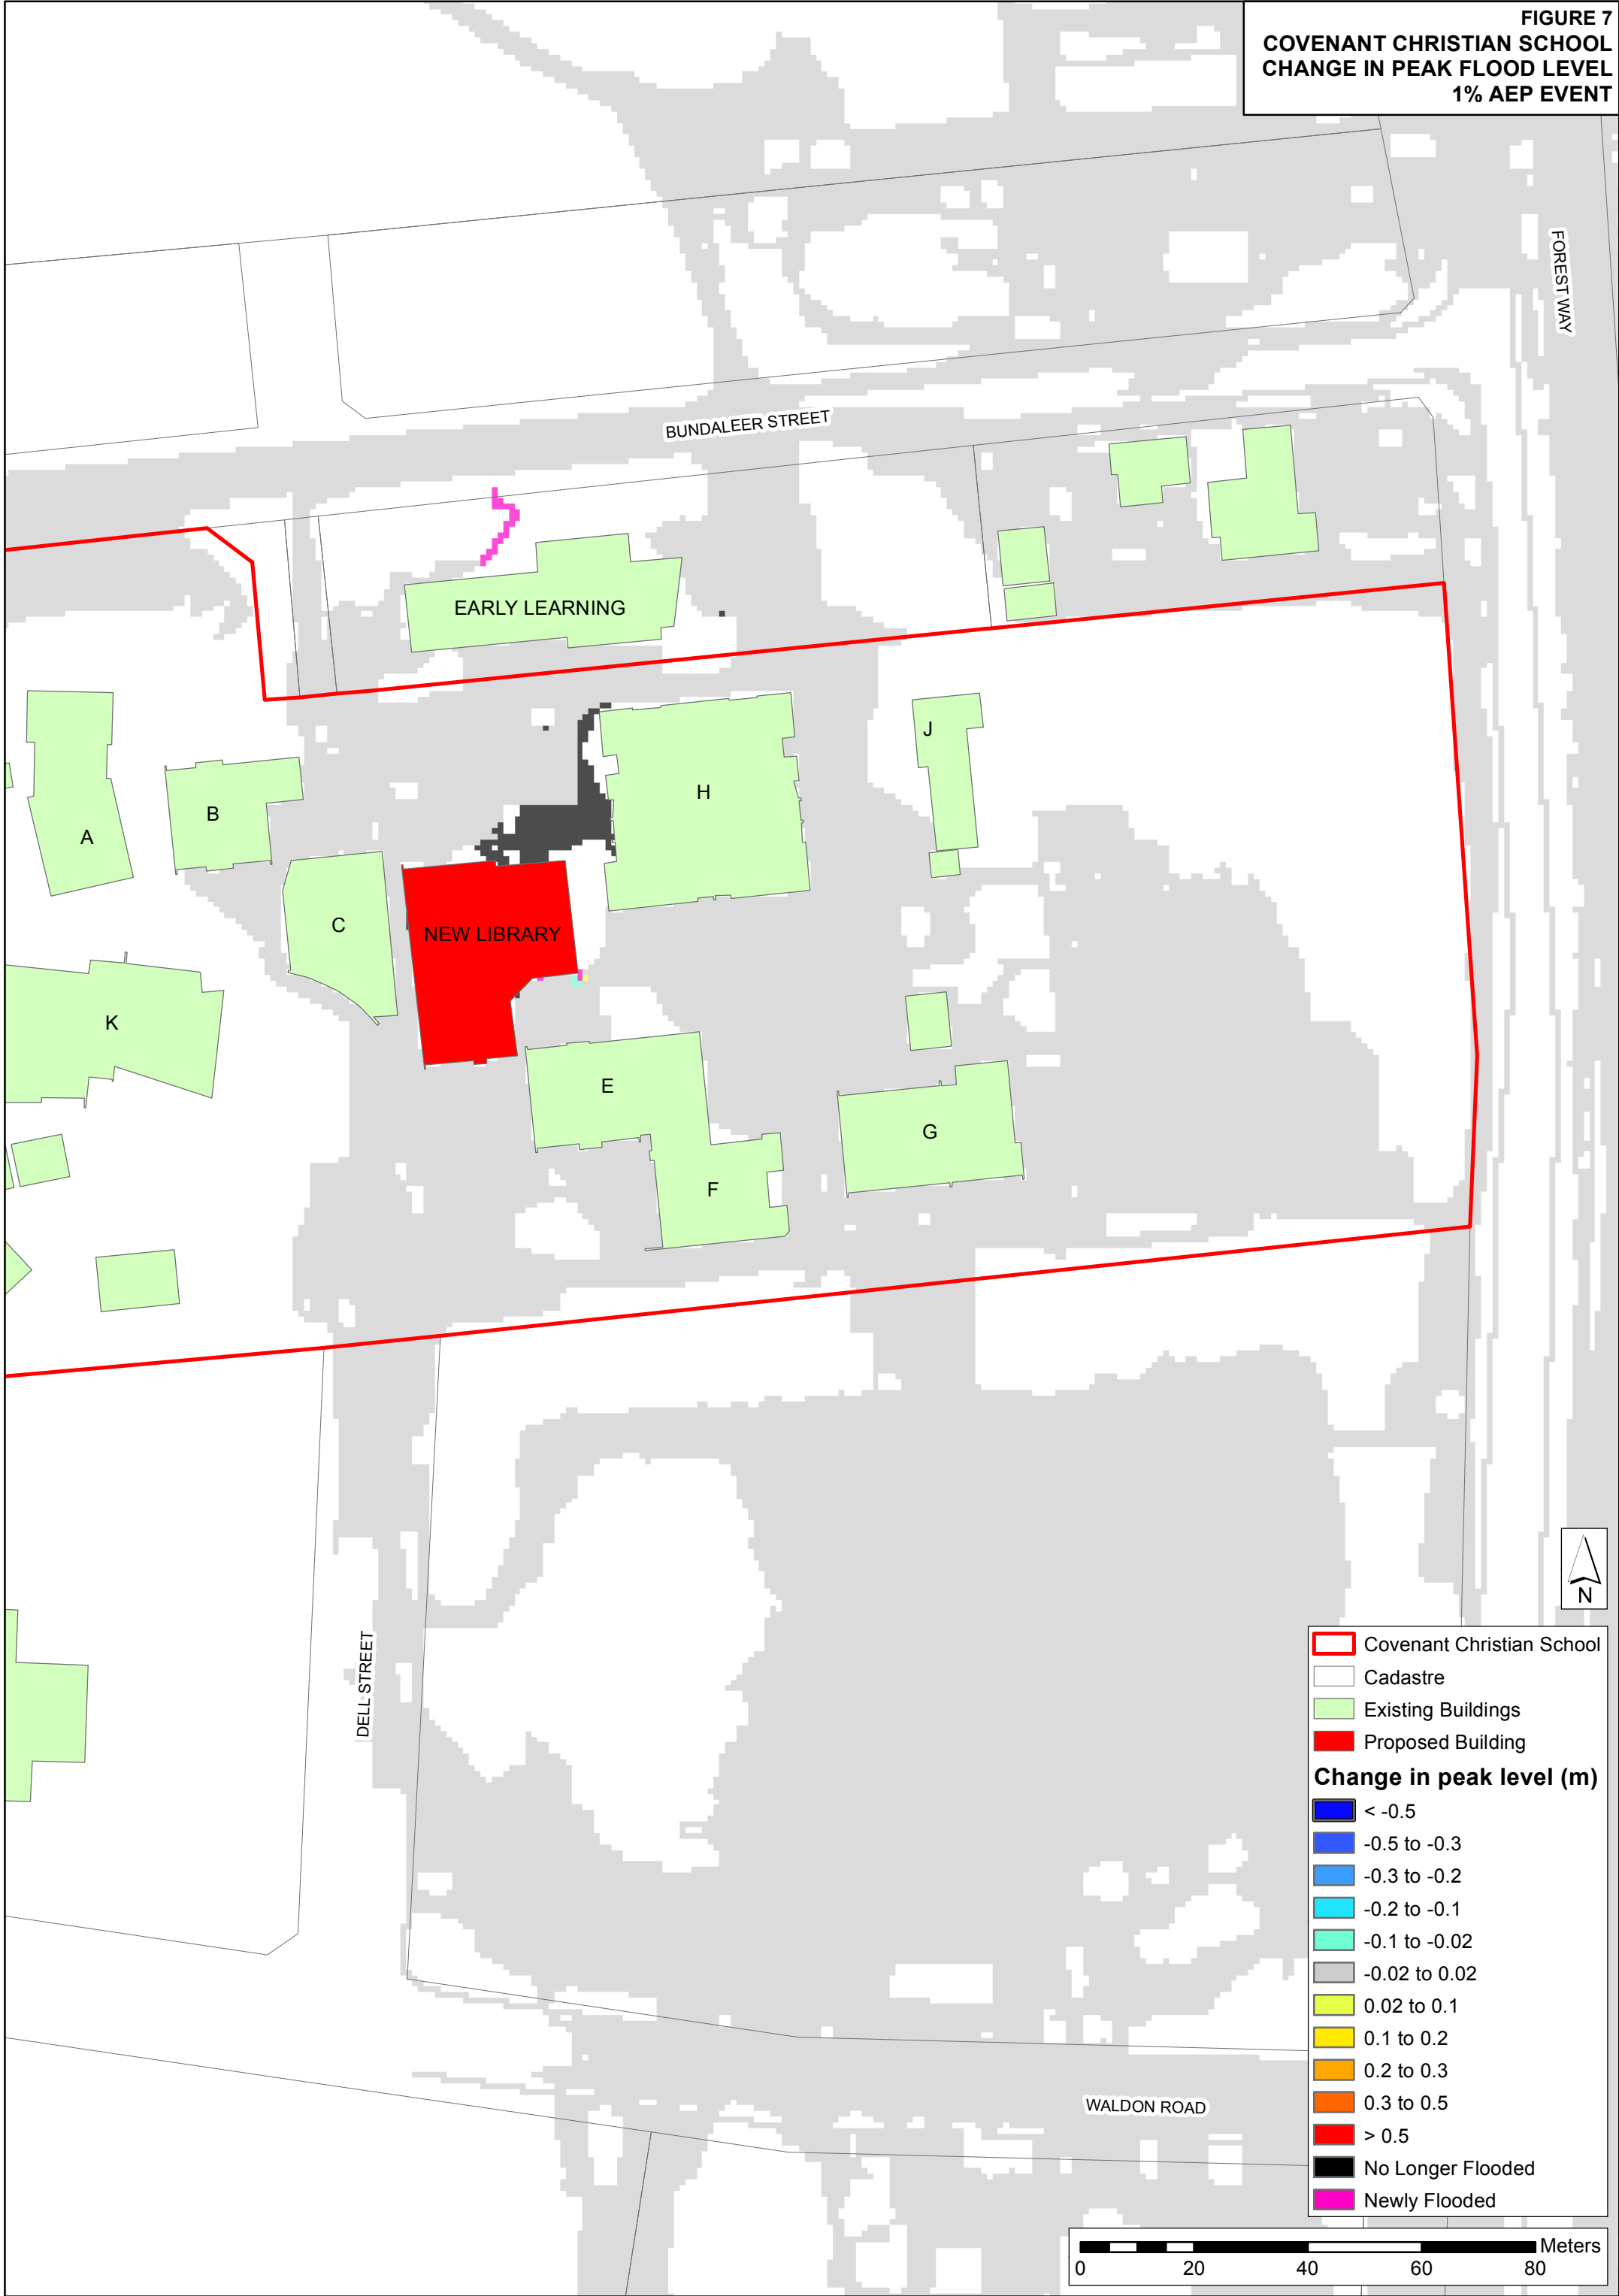 FIGURE 7
COVENANT CHRISTIAN SCHOOL
CHANGE IN PEAK FLOOD LEVEL
1% AEP EVENT
FOREST WAY
BUNDALEER STREET
EARLY LEARNING
J
H
B
A
C
NEW LIBRARY
K
E
G
F
N
DELL STREET
Covenant Christian School
Cadastre
Existing Buildings
Proposed Building
Change in peak level (m)
< -0.5
-0.5 to -0.3
-0.3 to -0.2
-0.2 to -0.1
-0.1 to -0.02
-0.02 to 0.02
0.02 to 0.1
0.1 to 0.2
0.2 to 0.3
0.3 to 0.5
> 0.5
No Longer Flooded
Newly Flooded
WALDON ROAD
Meters
0 20 40 60 80